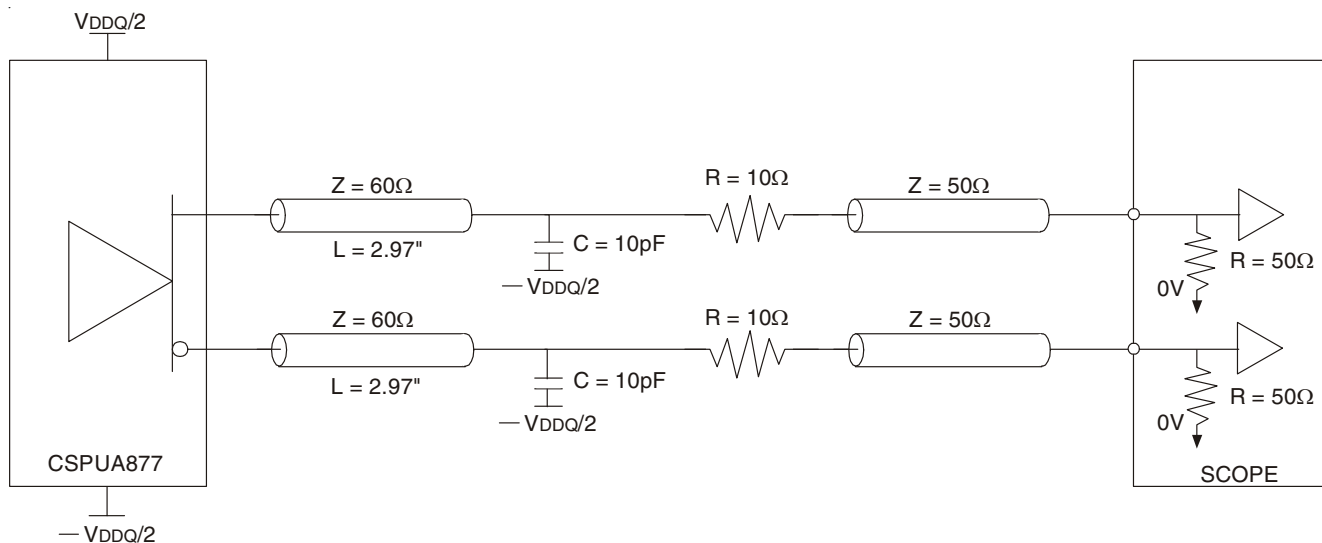 VDDQ/2
Z = 60Ω
R = 10Ω
Z = 50Ω
L = 2.97"
C = 10pF
— VDDQ/2
R = 50Ω
0V
Z = 60Ω
R = 10Ω
Z = 50Ω
L = 2.97"
C = 10pF
— VDDQ/2
R = 50Ω
0V
CSPUA877
SCOPE
— VDDQ/2